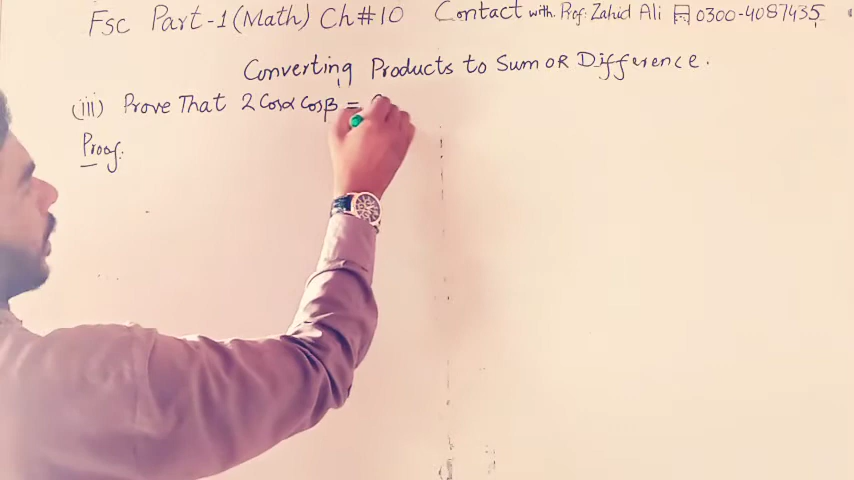 Fsc Part-1 (Math) Ch#10 Contact with. Prof: Zahid Ali 0300-4087435
Converting Products to Sum OR Difference.
(iii) Prove That 2 Cosα Cosβ =
Proof: